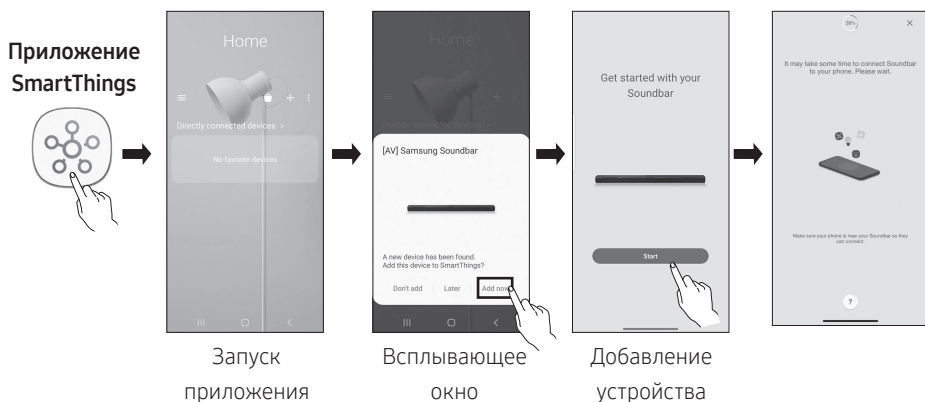 Приложение
SmartThings
Home
Directly connected devices >
No favorite devices
Запуск
приложения
Home
Directly connected devices >
[AV] Samsung Soundbar
A new device has been found.
Add this device to SmartThings?
Don't add
Later
Add now
Всплывающее
окно
Get started with your
Soundbar
Start
Добавление
устройства
38%
It may take some time to connect Soundbar
to your phone. Please wait.
Make sure your phone is near your Soundbar so they
can connect.
?